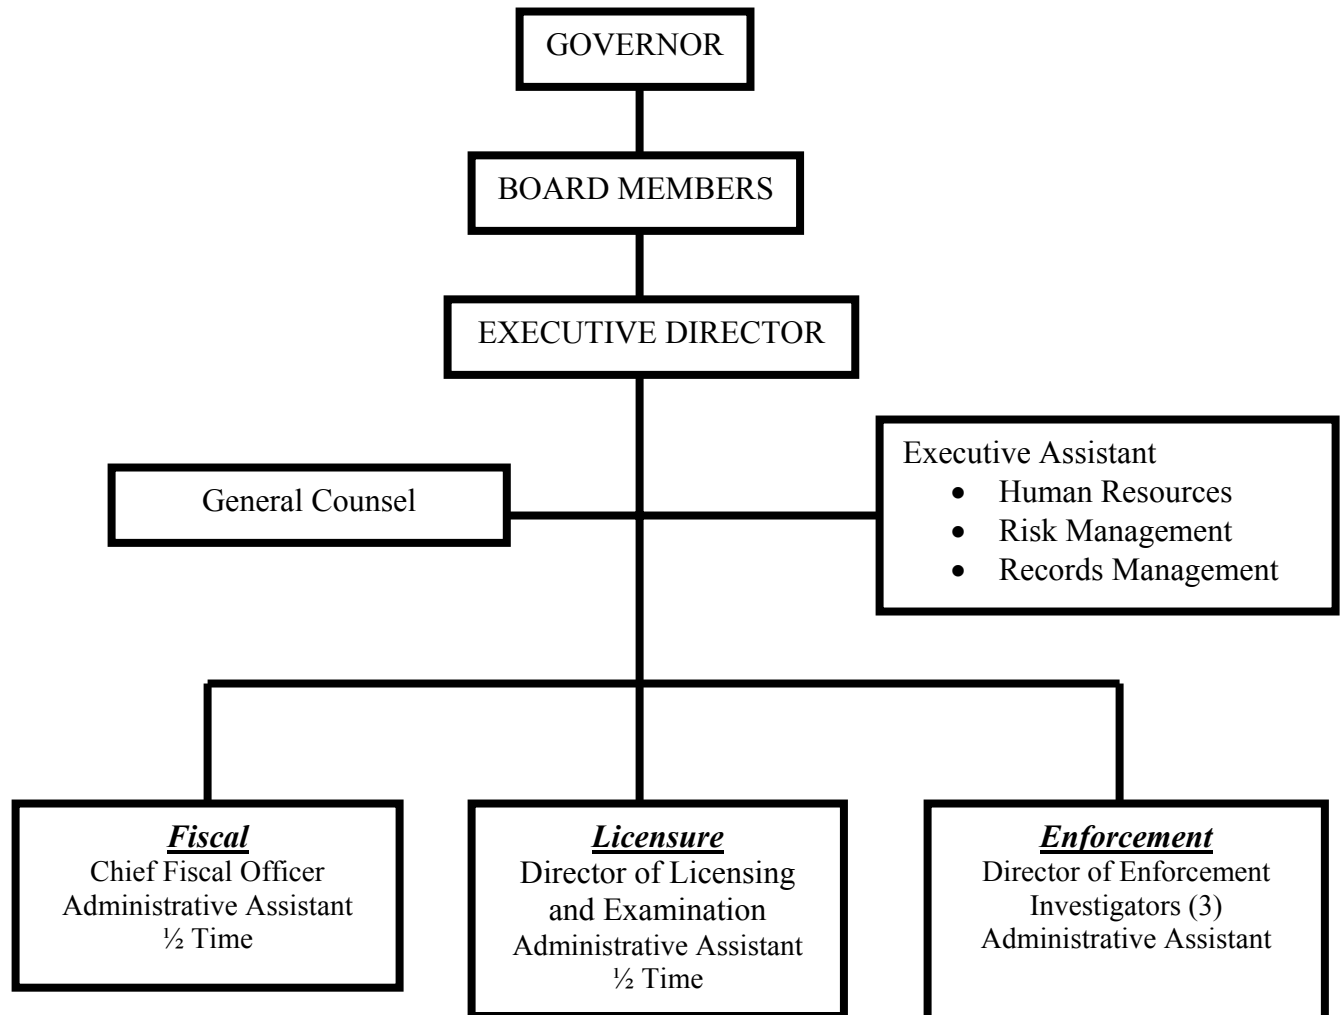 GOVERNOR
BOARD MEMBERS
EXECUTIVE DIRECTOR
General Counsel
Executive Assistant
• Human Resources
• Risk Management
• Records Management
Fiscal
Chief Fiscal Officer
Administrative Assistant
½ Time
Licensure
Director of Licensing
and Examination
Administrative Assistant
½ Time
Enforcement
Director of Enforcement
Investigators (3)
Administrative Assistant